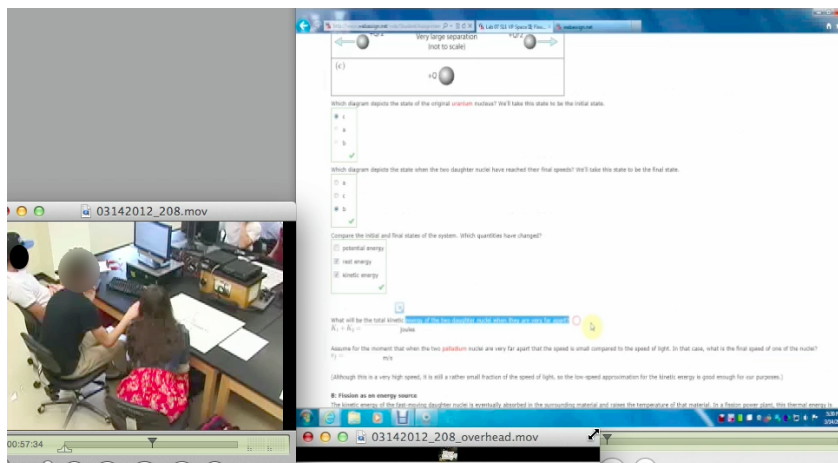 Very large separation
(not to scale)
(c)
+Q
Which diagram depicts the state of the original uranium nucleus? We'll take this state to be the initial state.
c
a
b
Which diagram depicts the state when the two daughter nuclei have reached their final speeds? We'll take this state to be the final state.
a
c
b
Compare the initial and final states of the system. Which quantities have changed?
potential energy
rest energy
kinetic energy
What will be the total kinetic energy of the two daughter nuclei when they are very far apart?
K1 + K2 = joules
Assume for the moment that when the two palladium nuclei are very far apart that the speed is small compared to the speed of light. In that case, what is the final speed of one of the nuclei?
m/s
(Although this is a very high speed, it is still a rather small fraction of the speed of light, so the low-speed approximation for the kinetic energy is good enough for our purposes.)
B: Fission as an energy source
The kinetic energy of the fast-moving daughter nuclei is eventually absorbed in the surrounding material and raises the temperature of that material. In a fission power plant, this thermal energy is
03142012_208.mov
00:57:34
03142012_208_overhead.mov